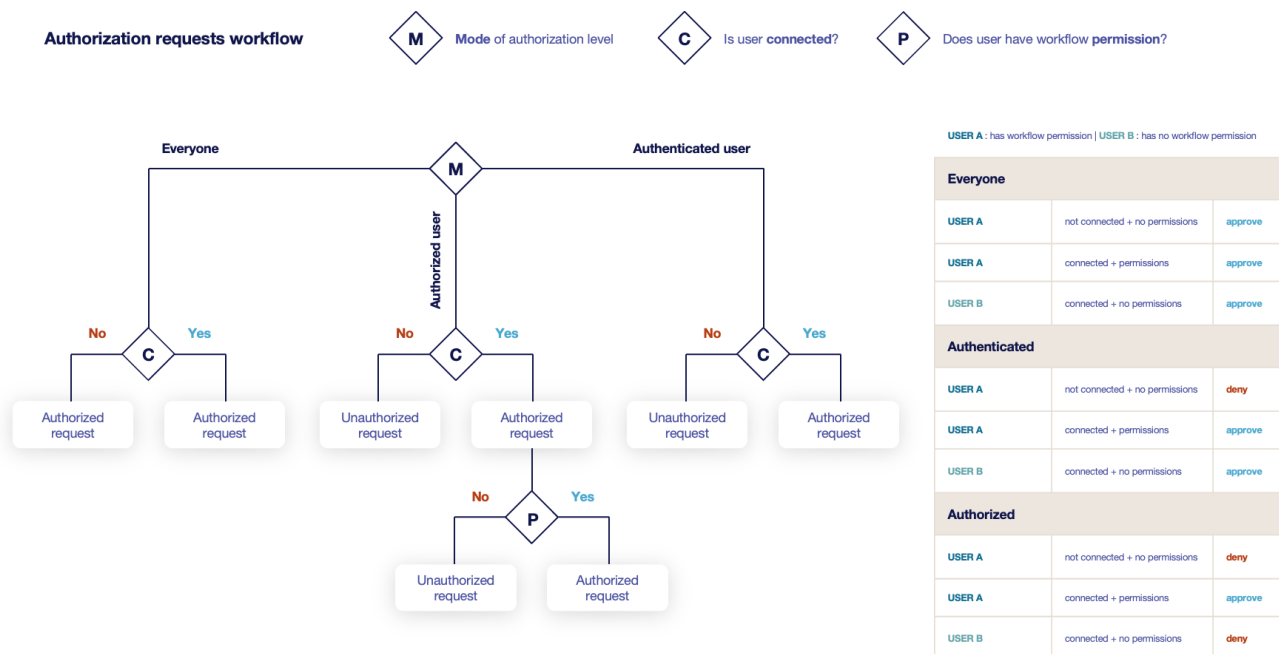 Authorization requests workflow
M
Mode of authorization level
C
Is user connected?
P
Does user have workflow permission?
Everyone
M
Authenticated user
Authorized user
No
C
Yes
Authorized
request
Authorized
request
No
C
Yes
Unauthorized
request
Authorized
request
No
C
Yes
Unauthorized
request
Authorized
request
No
P
Yes
Unauthorized
request
Authorized
request
USER A : has workflow permission | USER B : has no workflow permission
Everyone
USER A not connected + no permissions approve
USER A connected + permissions approve
USER B connected + no permissions approve
Authenticated
USER A not connected + no permissions deny
USER A connected + permissions approve
USER B connected + no permissions approve
Authorized
USER A not connected + no permissions deny
USER A connected + permissions approve
USER B connected + no permissions deny